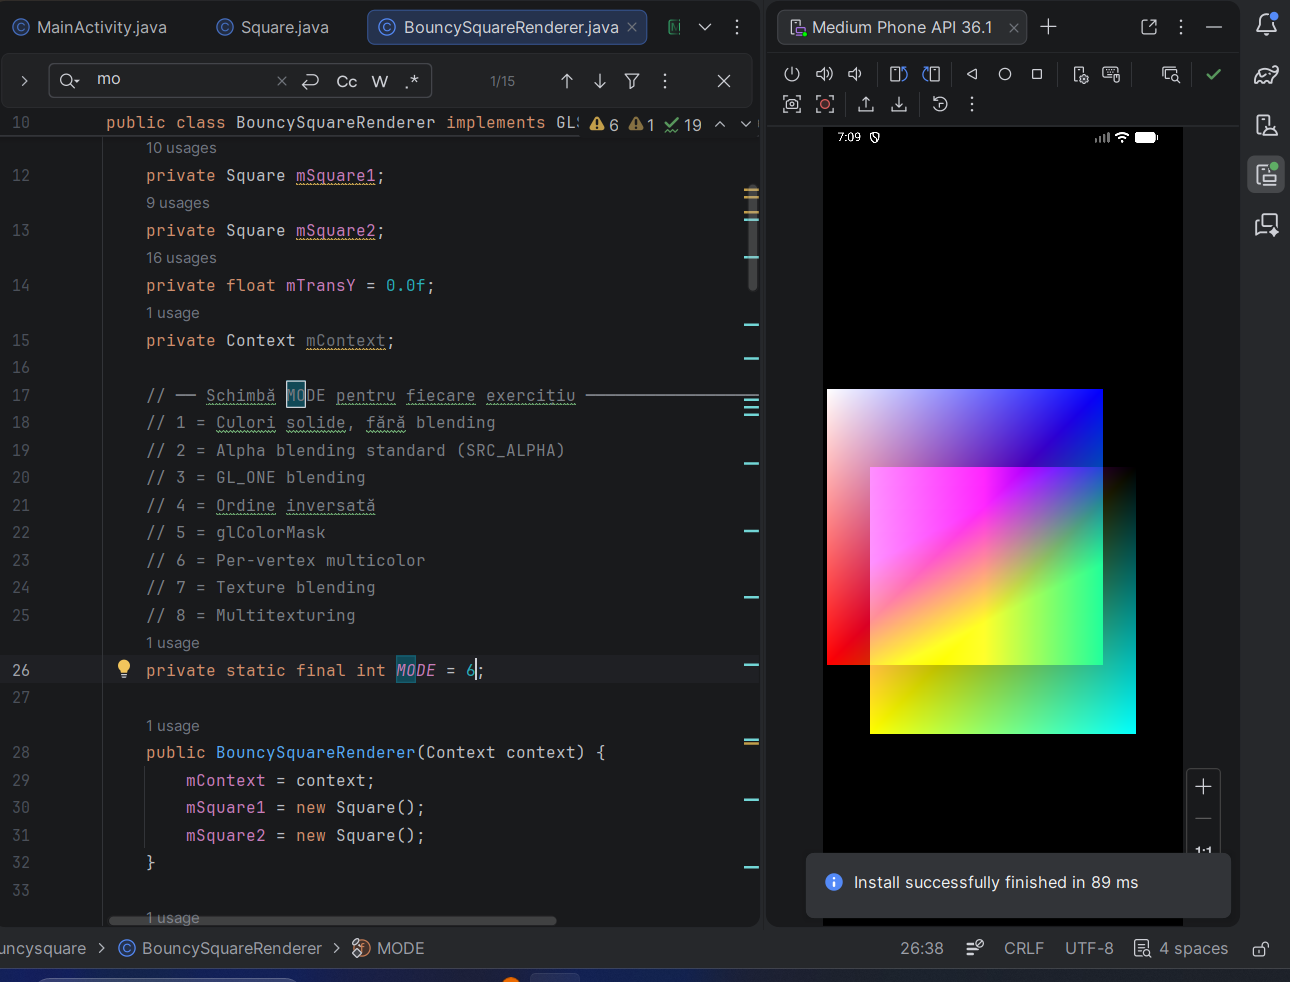 MainActivity.java
Square.java
BouncySquareRenderer.java
Medium Phone API 36.1
mo
Cc
W
.*
1/15
10 public class BouncySquareRenderer implements GLS
6 1 19
10 usages
12 private Square mSquare1;
9 usages
13 private Square mSquare2;
16 usages
14 private float mTransY = 0.0f;
1 usage
15 private Context mContext;
16
17 // —— Schimbă MODE pentru fiecare exercițiu ——————————
18 // 1 = Culori solide, fără blending
19 // 2 = Alpha blending standard (SRC_ALPHA)
20 // 3 = GL_ONE blending
21 // 4 = Ordine inversată
22 // 5 = glColorMask
23 // 6 = Per-vertex multicolor
24 // 7 = Texture blending
25 // 8 = Multitexturing
1 usage
26 private static final int MODE = 6;
27
1 usage
28 public BouncySquareRenderer(Context context) {
29 mContext = context;
30 mSquare1 = new Square();
31 mSquare2 = new Square();
32 }
33
1 usage
7:09
1:1
Install successfully finished in 89 ms
uncysquare > BouncySquareRenderer > MODE
26:38 CRLF UTF-8 4 spaces